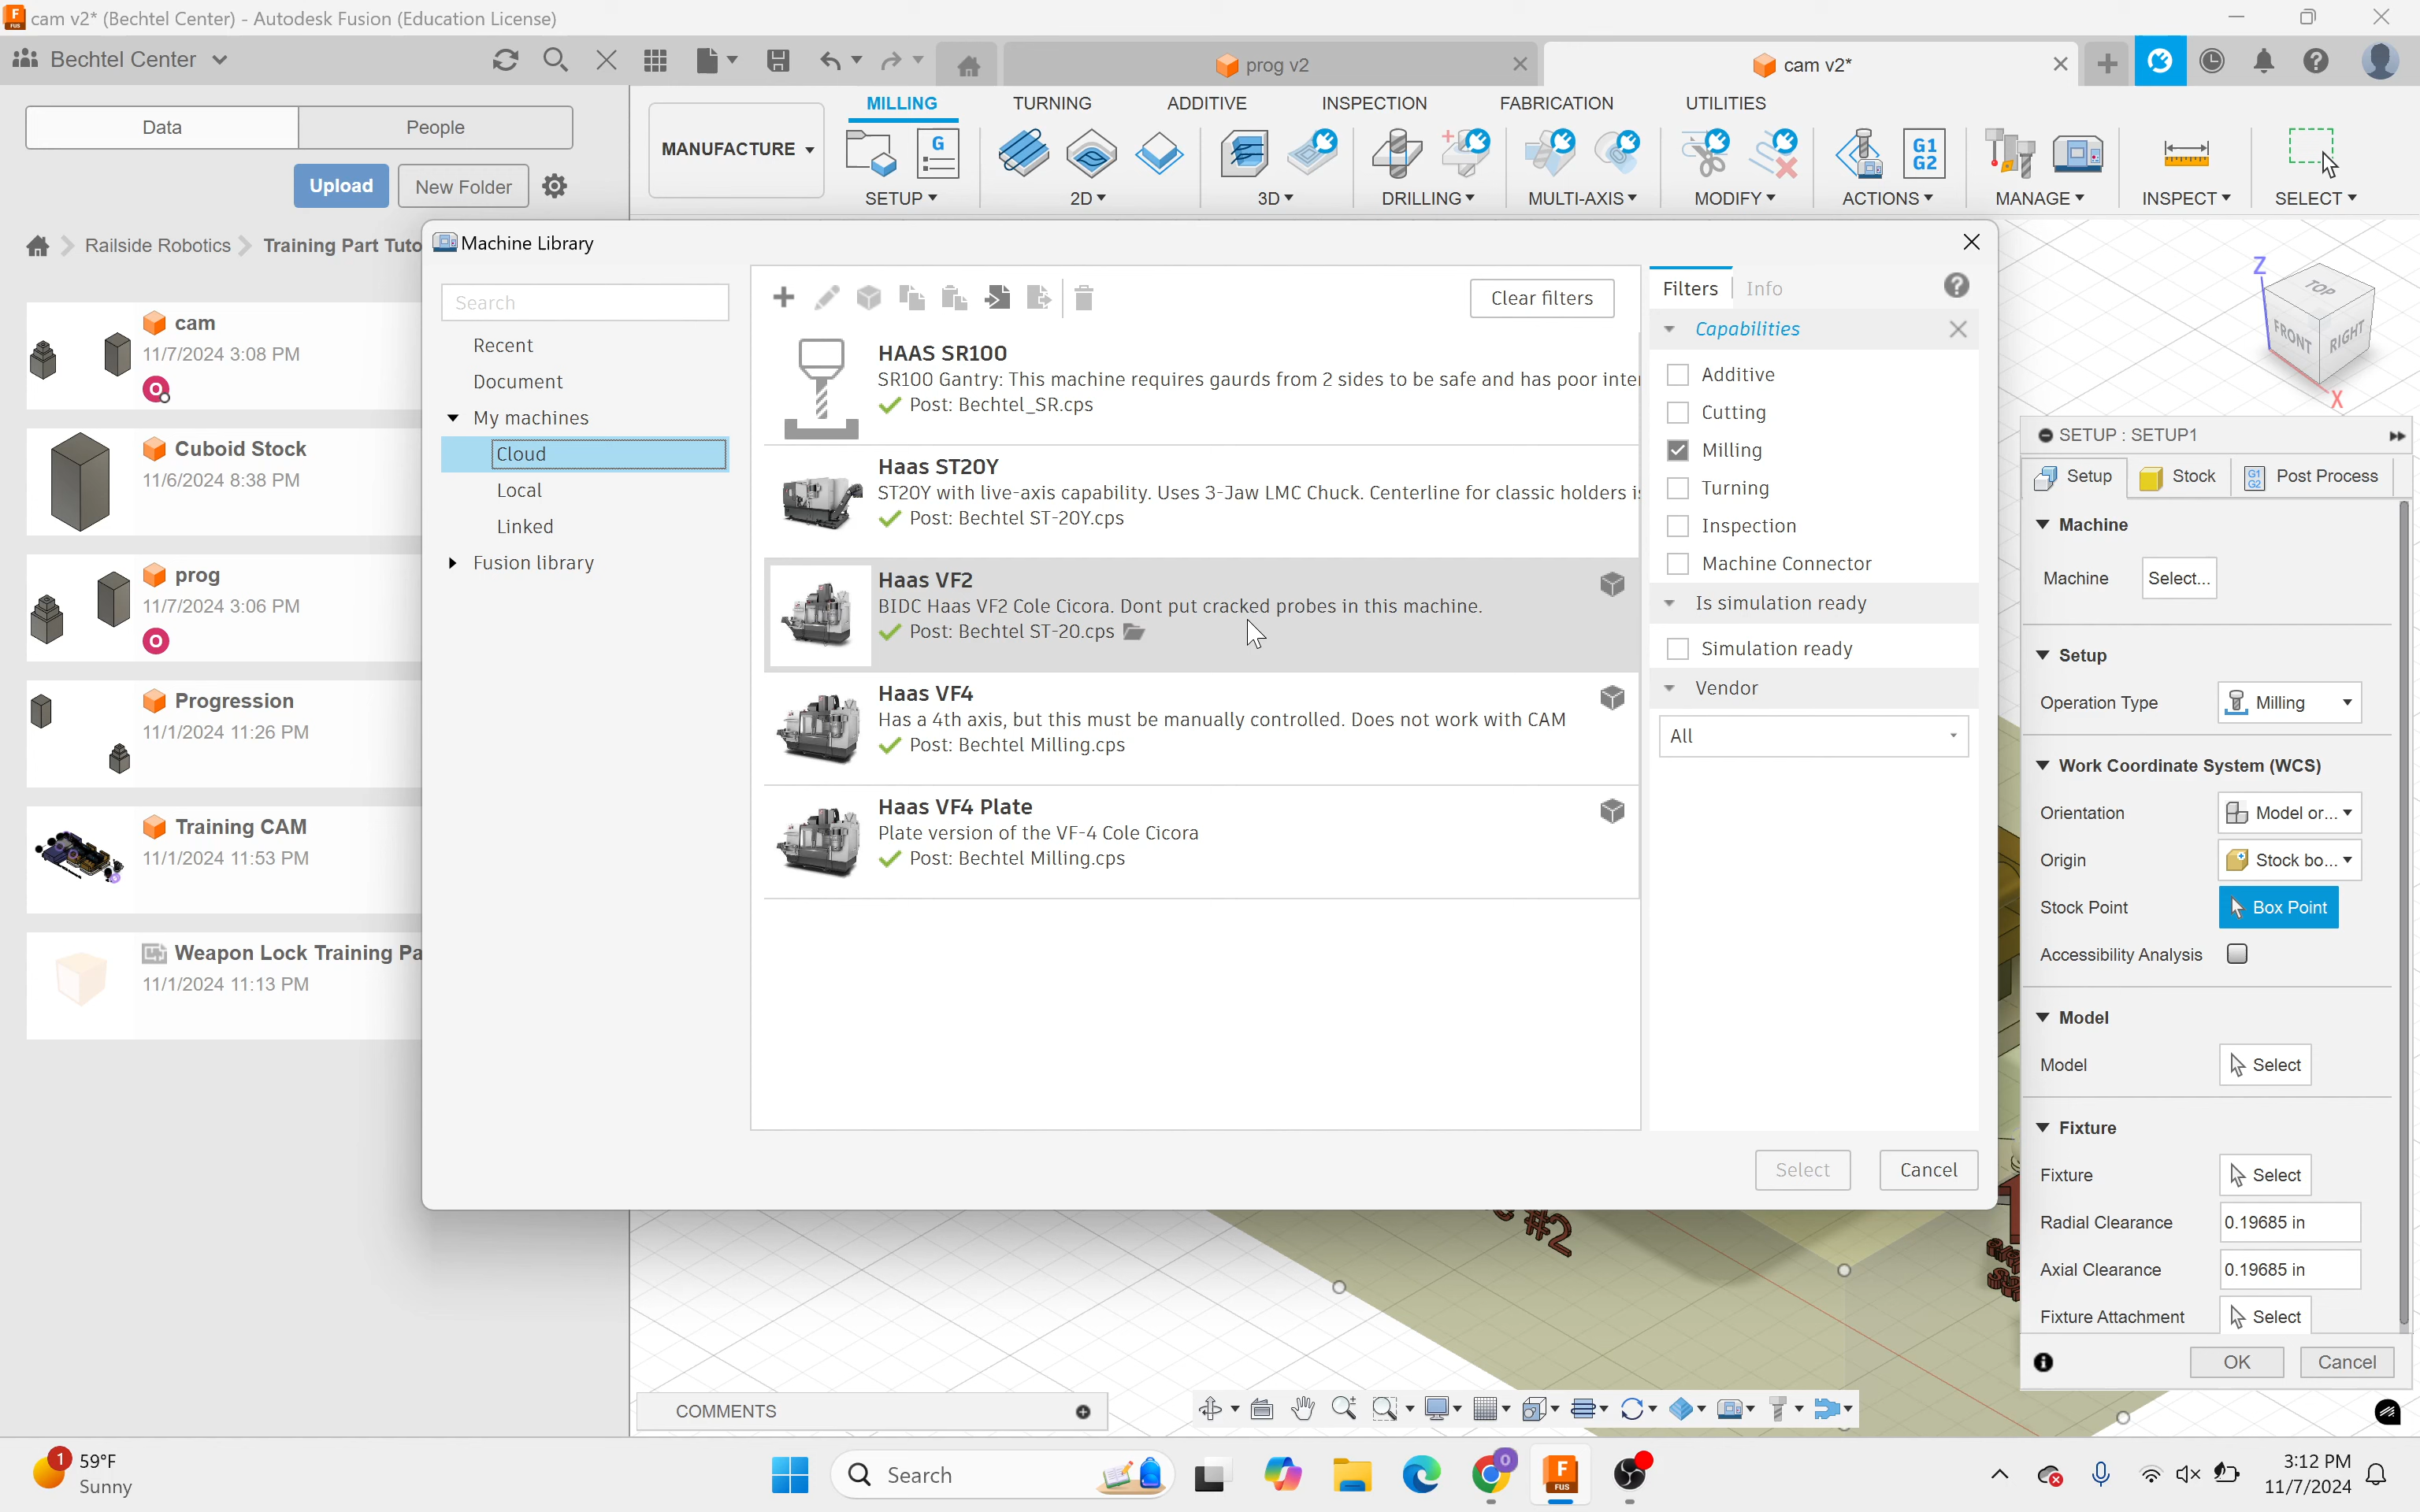 cam v2* (Bechtel Center) - Autodesk Fusion (Education License)
Bechtel Center
prog v2
cam v2*
Data
People
Upload
New Folder
Railside Robotics
Training Part Tuto
cam
11/7/2024 3:08 PM
Cuboid Stock
11/6/2024 8:38 PM
prog
11/7/2024 3:06 PM
Progression
11/1/2024 11:26 PM
Training CAM
11/1/2024 11:53 PM
Weapon Lock Training Pa
11/1/2024 11:13 PM
MANUFACTURE
MILLING
TURNING
ADDITIVE
INSPECTION
FABRICATION
UTILITIES
SETUP
2D
3D
DRILLING
MULTI-AXIS
MODIFY
ACTIONS
MANAGE
INSPECT
SELECT
Machine Library
Search
Recent
Document
My machines
Cloud
Local
Linked
Fusion library
Clear filters
HAAS SR100
SR100 Gantry: This machine requires gaurds from 2 sides to be safe and has poor inte
Post: Bechtel_SR.cps
Haas ST20Y
ST20Y with live-axis capability. Uses 3-Jaw LMC Chuck. Centerline for classic holders i
Post: Bechtel ST-20Y.cps
Haas VF2
BIDC Haas VF2 Cole Cicora. Dont put cracked probes in this machine.
Post: Bechtel ST-20.cps
Haas VF4
Has a 4th axis, but this must be manually controlled. Does not work with CAM
Post: Bechtel Milling.cps
Haas VF4 Plate
Plate version of the VF-4 Cole Cicora
Post: Bechtel Milling.cps
Filters
Info
Capabilities
Additive
Cutting
Milling
Turning
Inspection
Machine Connector
Is simulation ready
Simulation ready
Vendor
All
Select
Cancel
Z
TOP
FRONT
RIGHT
X
SETUP : SETUP1
Setup
Stock
Post Process
Machine
Machine
Select...
Setup
Operation Type
Milling
Work Coordinate System (WCS)
Orientation
Model or...
Origin
Stock bo...
Stock Point
Box Point
Accessibility Analysis
Model
Model
Select
Fixture
Fixture
Select
Radial Clearance
0.19685 in
Axial Clearance
0.19685 in
Fixture Attachment
Select
OK
Cancel
#2
COMMENTS
1
59°F
Sunny
Search
3:12 PM
11/7/2024